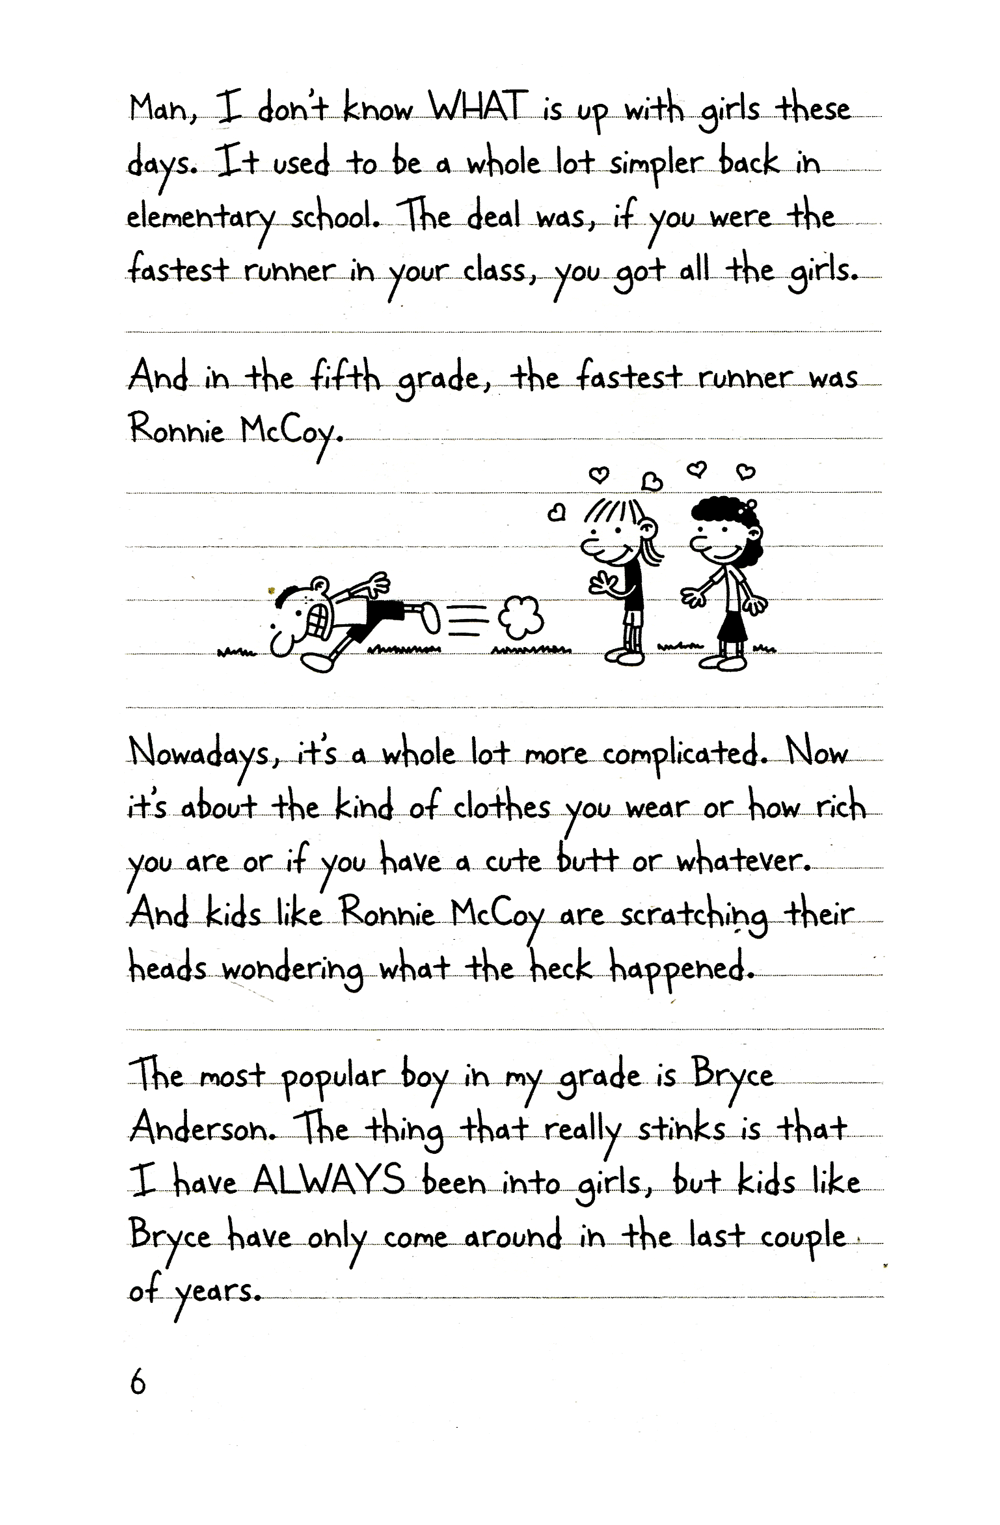 Man, I don't know WHAT is up with girls these
days. It used to be a whole lot simpler back in
elementary school. The deal was, if you were the
fastest runner in your class, you got all the girls.
And in the fifth grade, the fastest runner was
Ronnie McCoy.
Nowadays, it's a whole lot more complicated. Now
it's about the kind of clothes you wear or how rich
you are or if you have a cute butt or whatever.
And kids like Ronnie McCoy are scratching their
heads wondering what the heck happened.
The most popular boy in my grade is Bryce
Anderson. The thing that really stinks is that
I have ALWAYS been into girls, but kids like
Bryce have only come around in the last couple
of years.
6